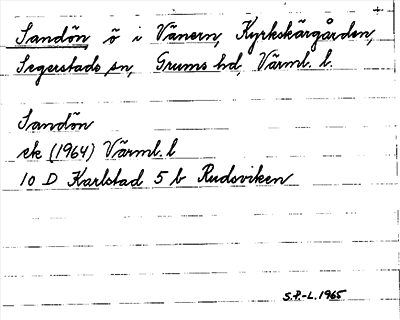 Sandön, ö i Vänern, Kyrkskärgården,
Segerstads sn, Grums hd, Värml. l.
Sandön
ek (1964) Värml. l
10 D Karlstad 5 b Rudsviken
S.P.-L. 1965